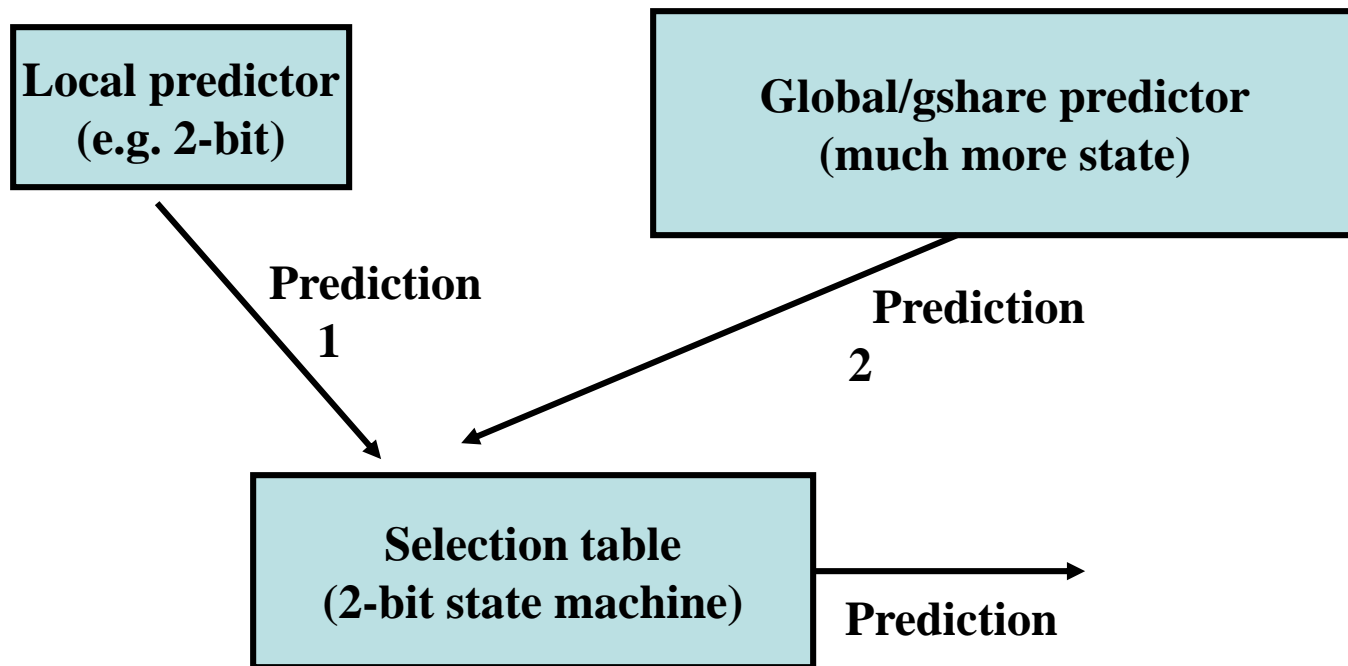 Local predictor
(e.g. 2-bit)
Global/gshare predictor
(much more state)
Prediction
1
Prediction
2
Selection table
(2-bit state machine)
Prediction